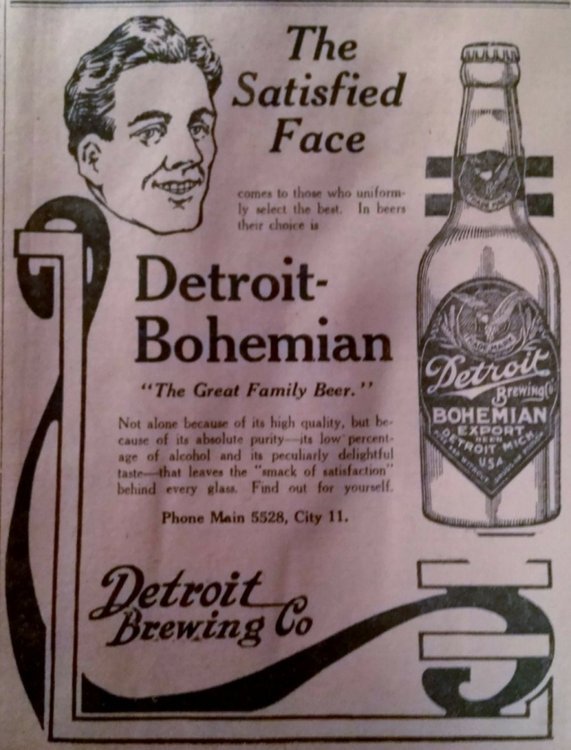 The
Satisfied
Face
comes to those who uniform-
ly select the best. In beers
their choice is
Detroit-
Bohemian
"The Great Family Beer."
Not alone because of its high quality, but be-
cause of its absolute purity—its low percent-
age of alcohol and its peculiarly delightful
taste—that leaves the "smack of satisfaction"
behind every glass. Find out for yourself.
Phone Main 5528, City 11.
Detroit
Brewing Co
TRADE MARK
TRADE MARK
Detroit
Brewing Co.
BOHEMIAN
EXPORT
BEER
DETROIT, MICH.
U.S.A.